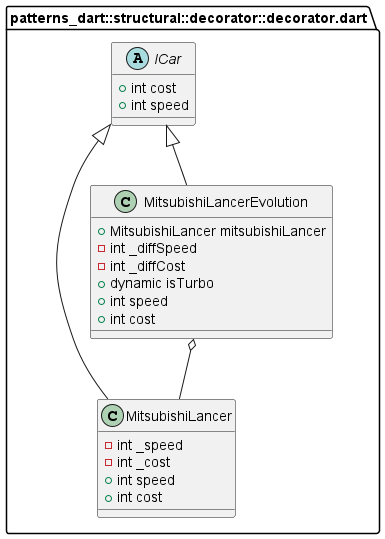 patterns_dart::structural::decorator::decorator.dart
A ICar
int cost
int speed
C MitsubishiLancerEvolution
MitsubishiLancer mitsubishiLancer
int _diffSpeed
int _diffCost
dynamic isTurbo
int speed
int cost
C MitsubishiLancer
int _speed
int _cost
int speed
int cost